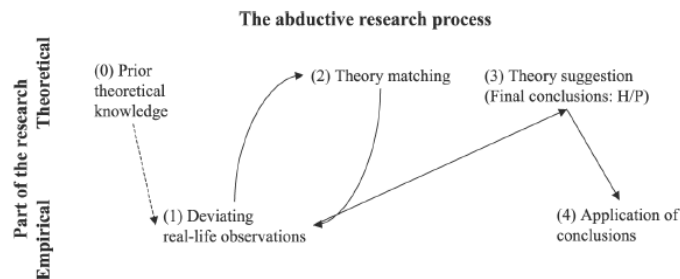 The abductive research process
Part of the research
Theoretical
Empirical
(0) Prior
theoretical
knowledge
(2) Theory matching
(3) Theory suggestion
(Final conclusions: H/P)
(1) Deviating
real-life observations
(4) Application of
conclusions